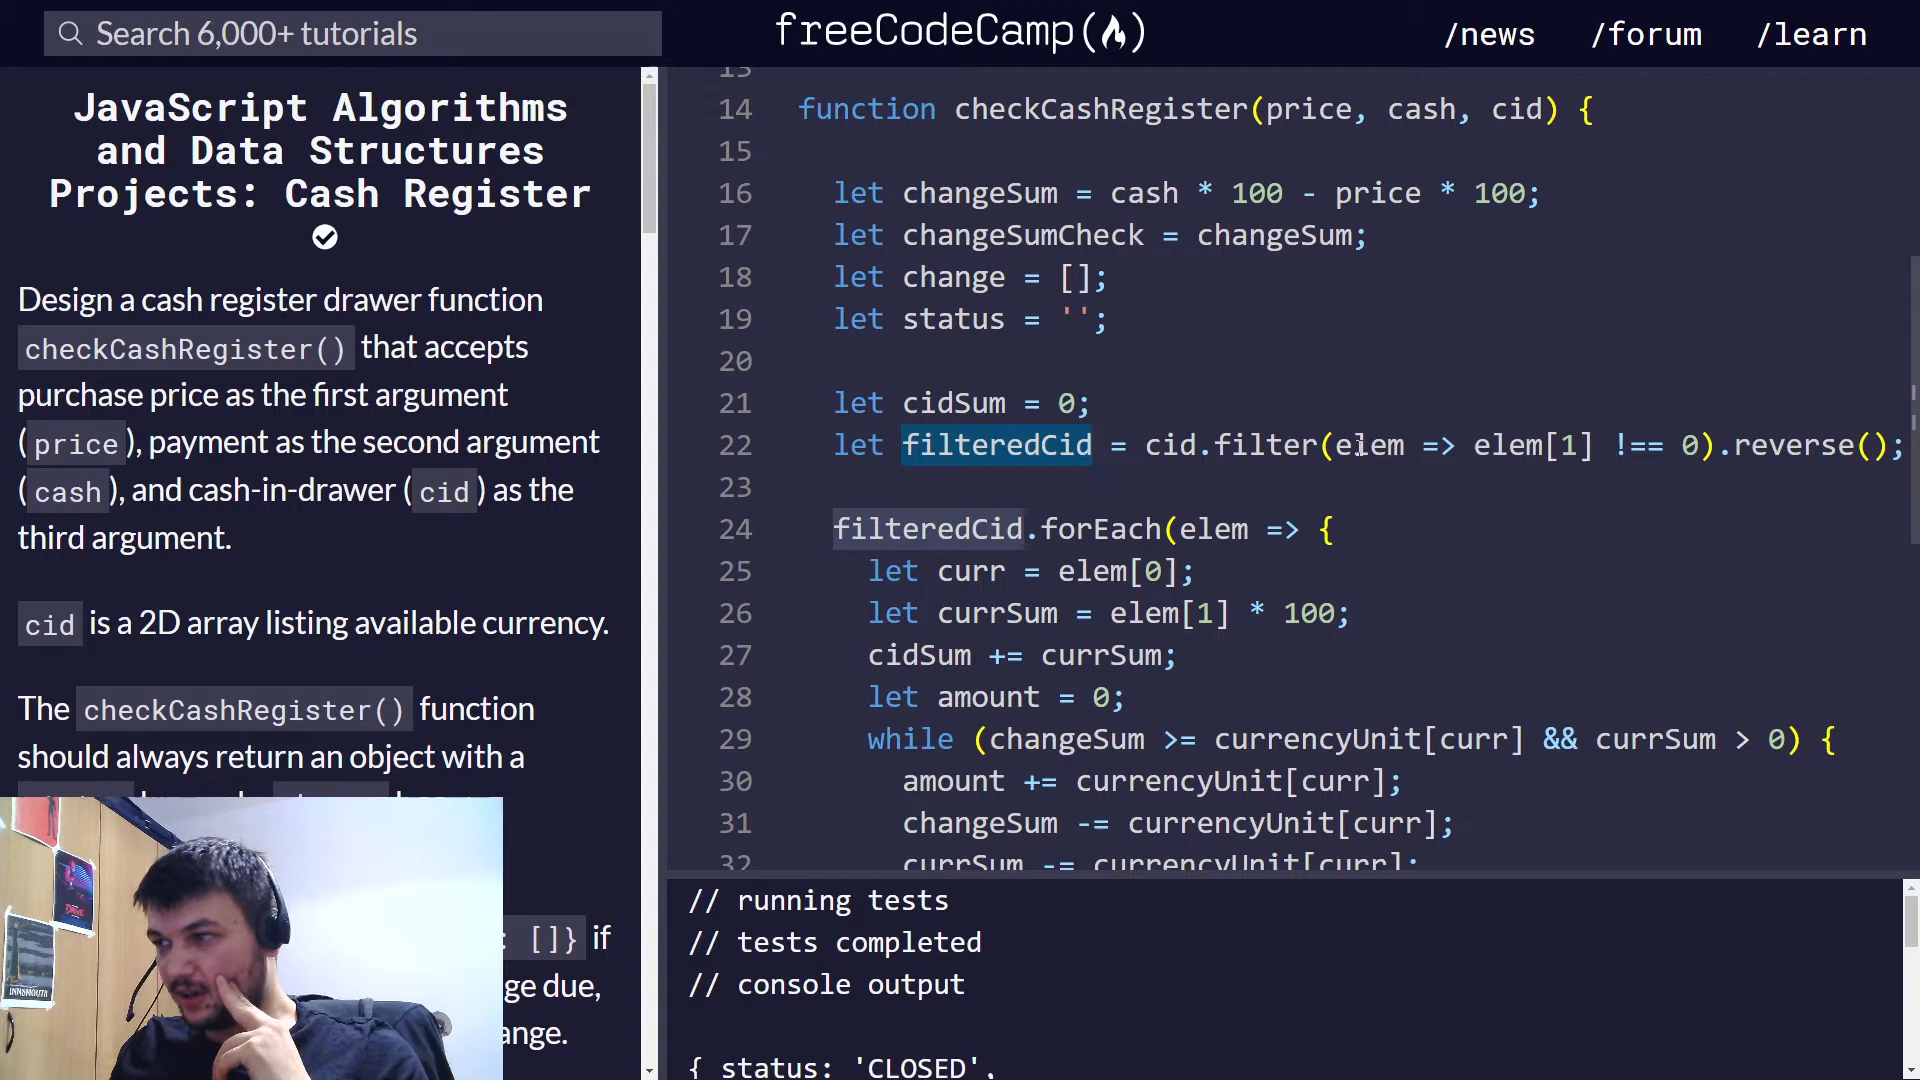 Search 6,000+ tutorials
freeCodeCamp
/news
/forum
/learn
JavaScript Algorithms
and Data Structures
Projects: Cash Register
Design a cash register drawer function
checkCashRegister() that accepts
purchase price as the first argument
(price), payment as the second argument
(cash), and cash-in-drawer (cid) as the
third argument.
cid is a 2D array listing available currency.
The checkCashRegister() function
should always return an object with a
: []} if
ge due,
ange.
DRIVE
INNSMOUTH
13
14 function checkCashRegister(price, cash, cid) {
15
16 let changeSum = cash * 100 - price * 100;
17 let changeSumCheck = changeSum;
18 let change = [];
19 let status = '';
20
21 let cidSum = 0;
22 let filteredCid = cid.filter(elem => elem[1] !== 0).reverse();
23
24 filteredCid.forEach(elem => {
25 let curr = elem[0];
26 let currSum = elem[1] * 100;
27 cidSum += currSum;
28 let amount = 0;
29 while (changeSum >= currencyUnit[curr] && currSum > 0) {
30 amount += currencyUnit[curr];
31 changeSum -= currencyUnit[curr];
32 currSum -= currencyUnit[curr];
// running tests
// tests completed
// console output
{ status: 'CLOSED',